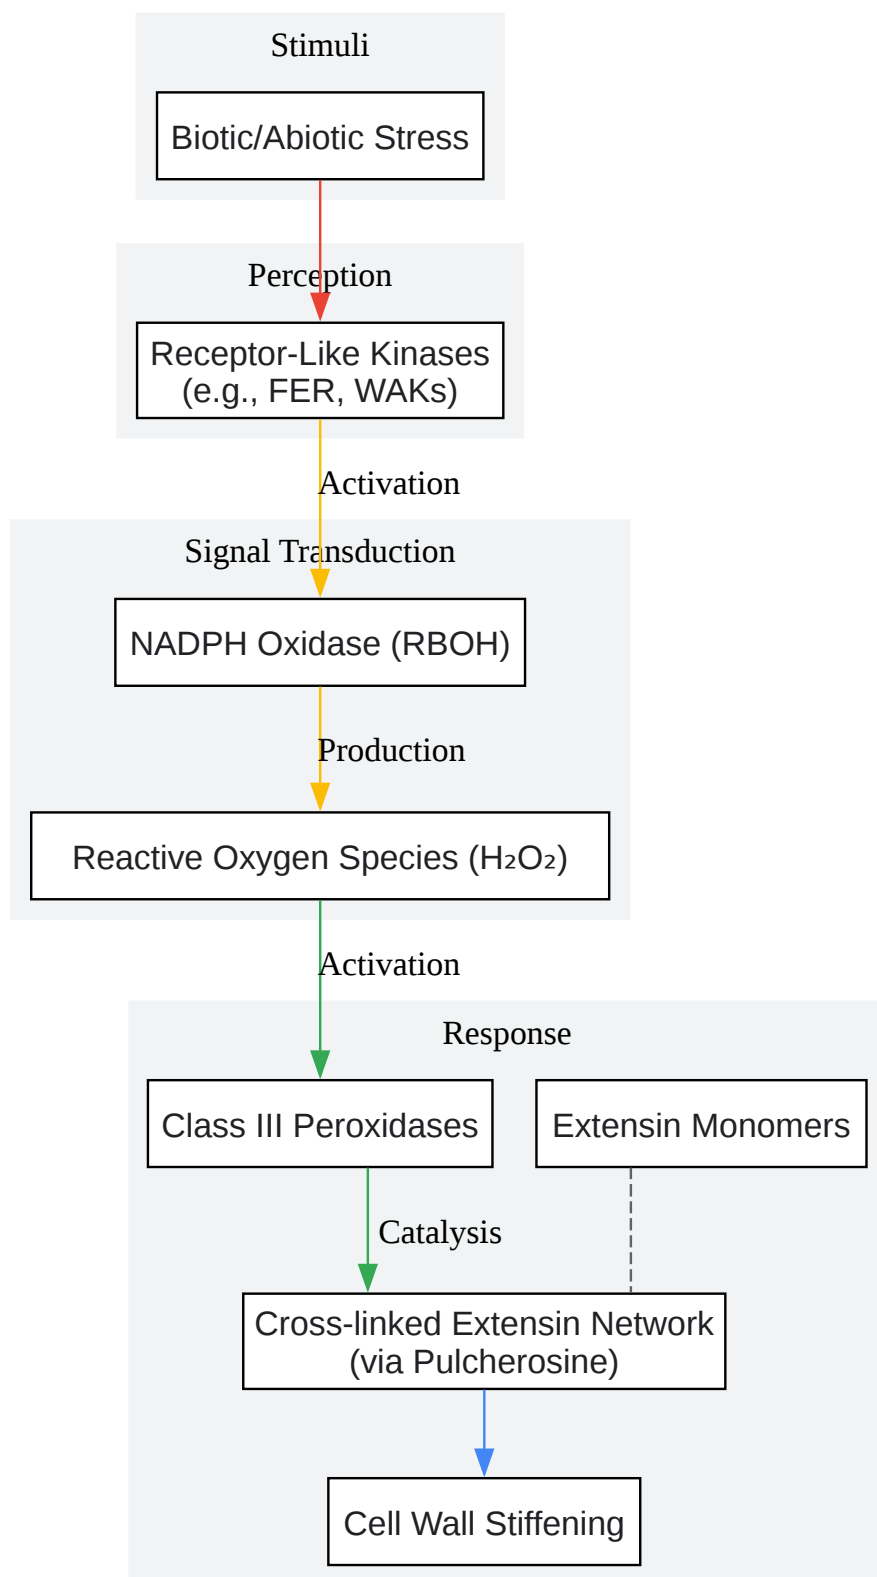 Stimuli
Biotic/Abiotic Stress
Perception
Receptor-Like Kinases
(e.g., FER, WAKs)
Activation
Signal Transduction
NADPH Oxidase (RBOH)
Production
Reactive Oxygen Species (H₂O₂)
Activation
Response
Class III Peroxidases
Extensin Monomers
Catalysis
Cross-linked Extensin Network
(via Pulcherosine)
Cell Wall Stiffening